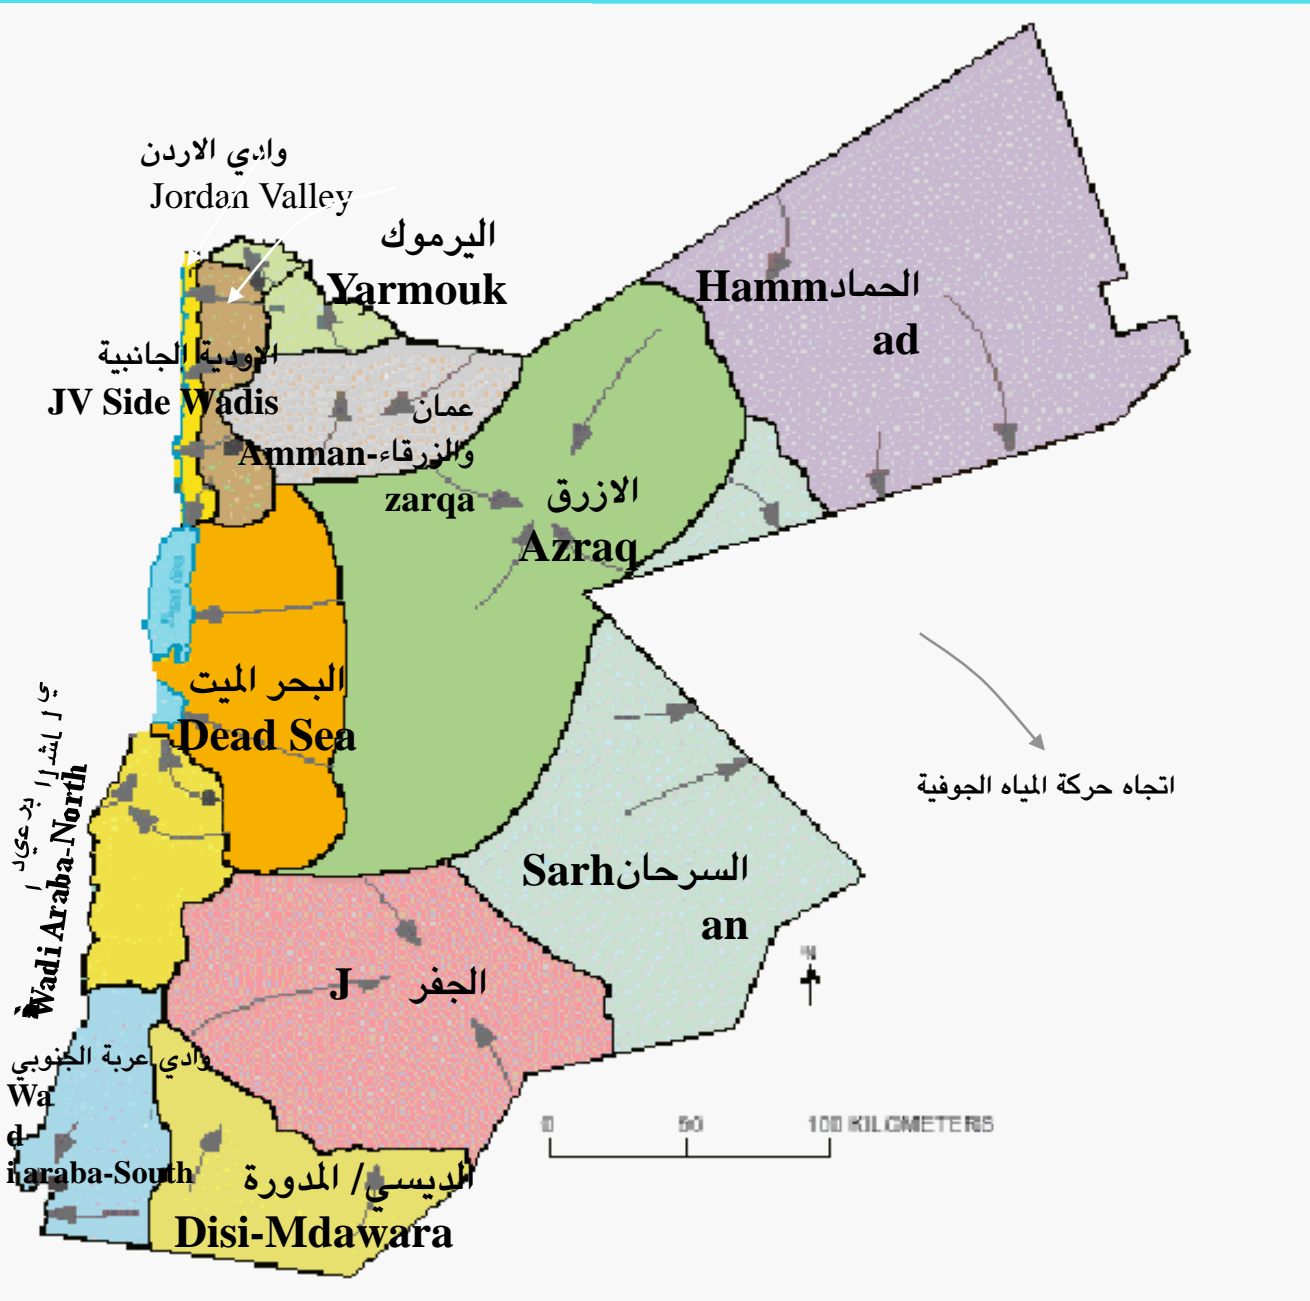 وادي الاردن
Jordan Valley
اليرموك
Yarmouk
Hammالحماد
ad
الاودية الجانبية
JV Side Wadis
عمان
والزرقاء-Amman
zarqa
الازرق
Azraq
البحر الميت
Dead Sea
Wadi Araba-North
اتجاه حركة المياه الجوفية
Sarhالسرحان
an
N
J الجفر
وادي عربة الجنوبي
Wa
d
i araba-South
0 50 100 KILOMETERS
الديسي/ المدورة
Disi-Mdawara